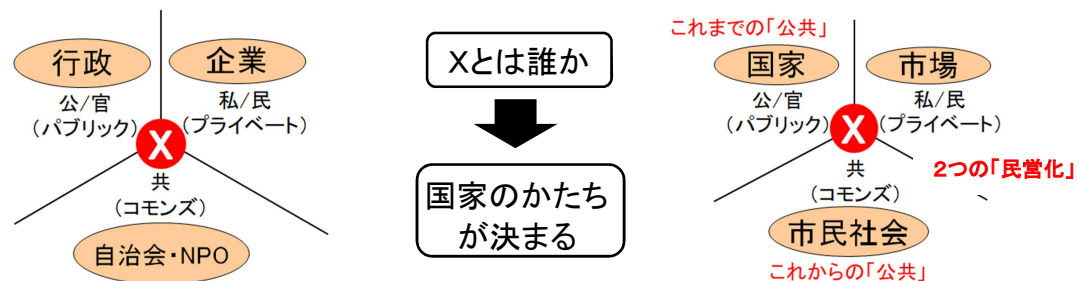 行政
企業
公/官
(パブリック)
私/民
(プライベート)
X
共
(コモンズ)
自治会・NPO
Xとは誰か
国家のかたち
が決まる
これまでの「公共」
国家
市場
公/官
(パブリック)
私/民
(プライベート)
X
2つの「民営化」
共
(コモンズ)
市民社会
これからの「公共」